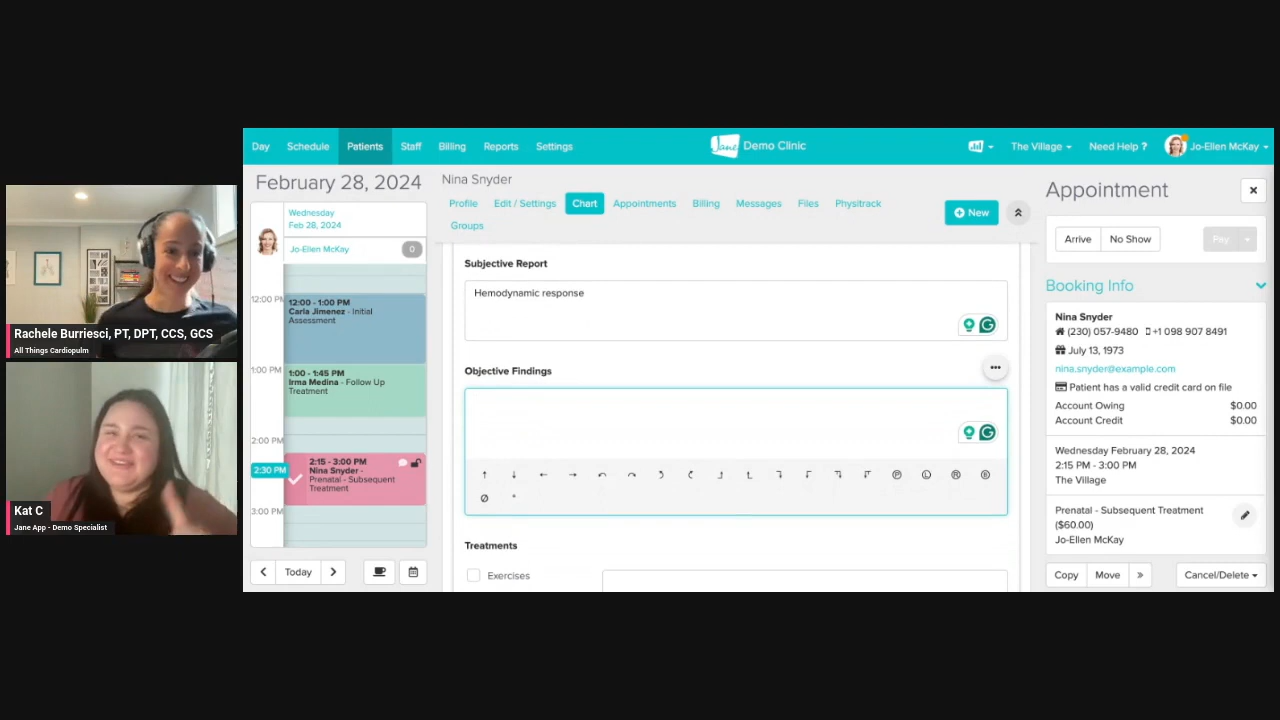 Rachele Burriesci, PT, DPT, CCS, GCS
All Things Cardiopulm
Kat C
Jane App - Demo Specialist
Day Schedule Patients Staff Billing Reports Settings
Jane Demo Clinic
The Village Need Help ? Jo-Ellen McKay
February 28, 2024
Wednesday
Feb 28, 2024
Jo-Ellen McKay 0
12:00 PM
12:00 - 1:00 PM
Carla Jimenez - Initial
Assessment
1:00 PM
1:00 - 1:45 PM
Irma Medina - Follow Up
Treatment
2:00 PM
2:30 PM
2:15 - 3:00 PM
Nina Snyder -
Prenatal - Subsequent
Treatment
3:00 PM
Today
Nina Snyder
Profile Edit / Settings Chart Appointments Billing Messages Files Physitrack
Groups
New
Subjective Report
Hemodynamic response
Objective Findings
Treatments
Exercises
Appointment
Arrive No Show Pay
Booking Info
Nina Snyder
(230) 057-9480 +1 098 907 8491
July 13, 1973
nina.snyder@example.com
Patient has a valid credit card on file
Account Owing $0.00
Account Credit $0.00
Wednesday February 28, 2024
2:15 PM - 3:00 PM
The Village
Prenatal - Subsequent Treatment
($60.00)
Jo-Ellen McKay
Copy Move » Cancel/Delete